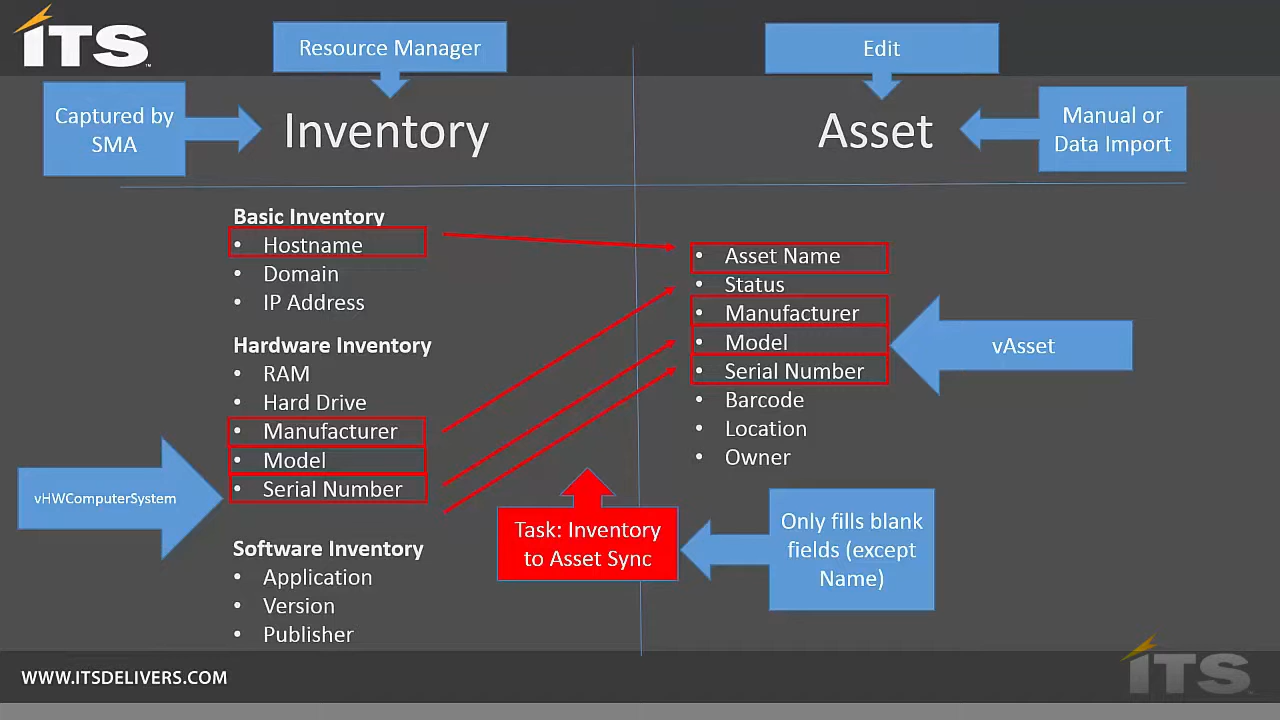 ITS
Resource Manager
Edit
Captured by
SMA
Inventory
Asset
Manual or
Data Import
Basic Inventory
• Hostname
• Domain
• IP Address
Hardware Inventory
• RAM
• Hard Drive
• Manufacturer
• Model
• Serial Number
vHWComputerSystem
Software Inventory
• Application
• Version
• Publisher
• Asset Name
• Status
• Manufacturer
• Model
• Serial Number
• Barcode
• Location
• Owner
vAsset
Task: Inventory
to Asset Sync
Only fills blank
fields (except
Name)
WWW.ITSDELIVERS.COM
ITS